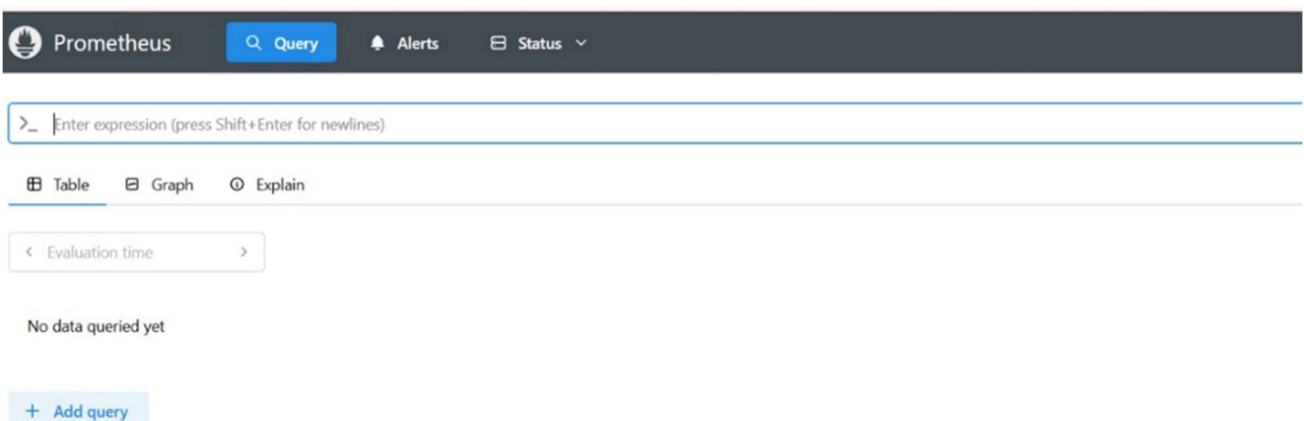 Prometheus Query Alerts Status
>_ Enter expression (press Shift+Enter for newlines)
Table Graph Explain
< Evaluation time >
No data queried yet
+ Add query